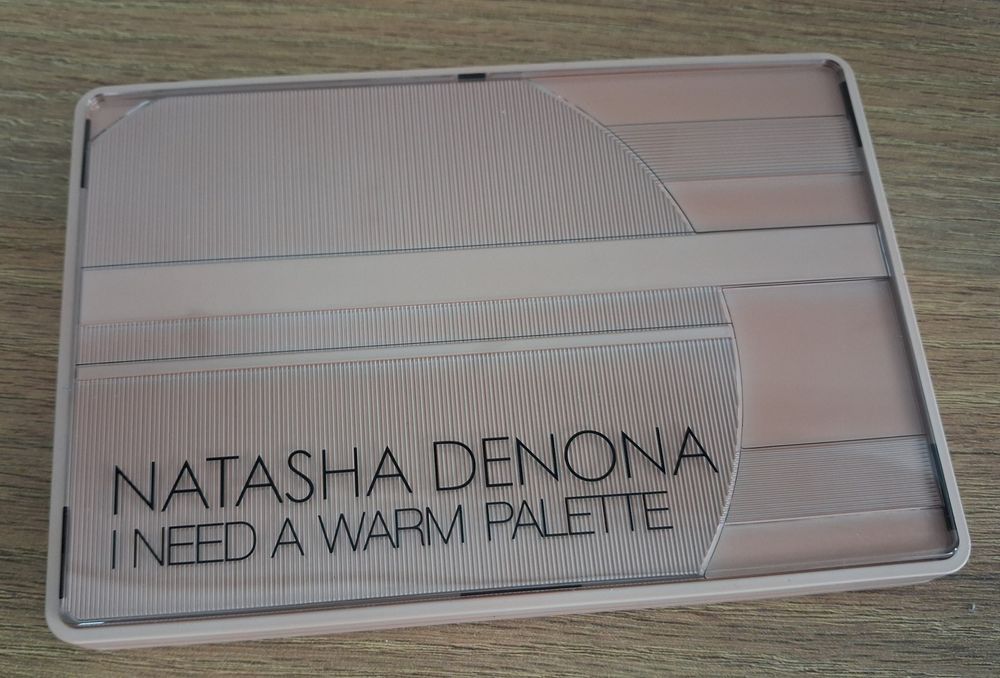 NATASHA DENONA
I NEED A WARM PALETTE